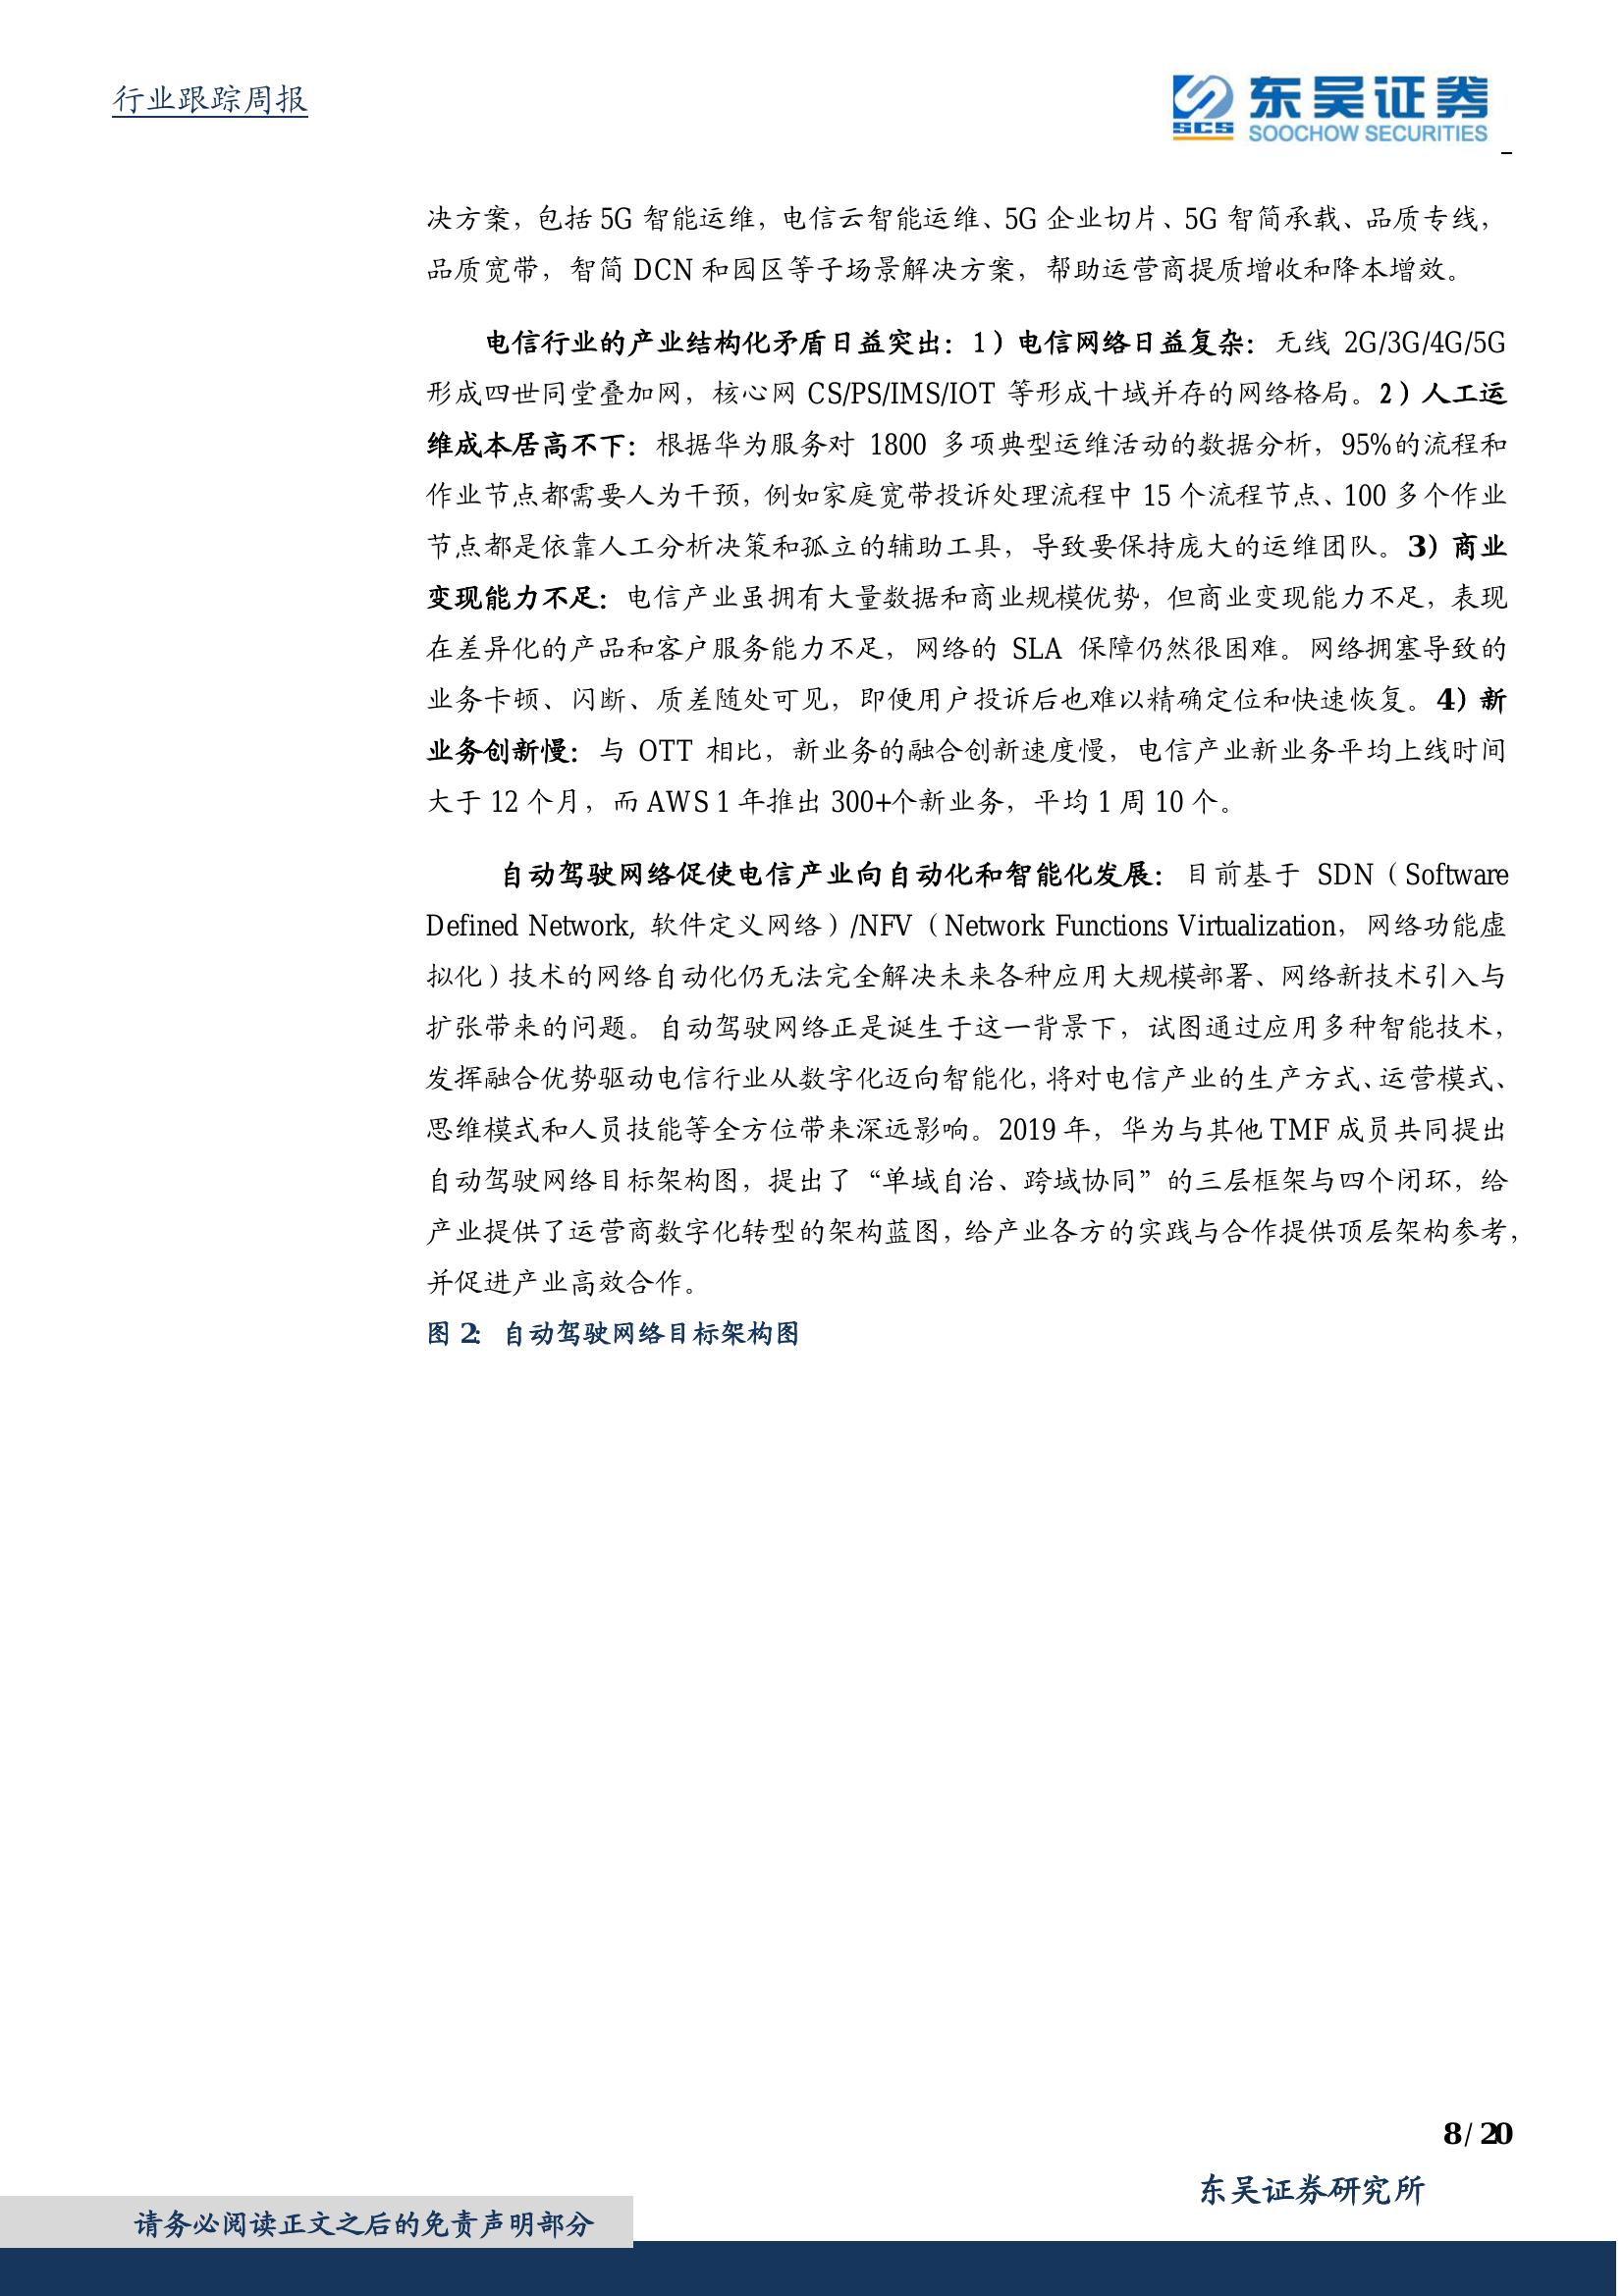 行业跟踪周报
SCS
东吴证券
SOOCHOW SECURITIES
决方案，包括 5G 智能运维，电信云智能运维、5G 企业切片、5G 智简承载、品质专线，
品质宽带，智简 DCN 和园区等子场景解决方案，帮助运营商提质增收和降本增效。
电信行业的产业结构化矛盾日益突出：1）电信网络日益复杂：无线 2G/3G/4G/5G
形成四世同堂叠加网，核心网 CS/PS/IMS/IOT 等形成十域并存的网络格局。2）人工运
维成本居高不下：根据华为服务对 1800 多项典型运维活动的数据分析，95%的流程和
作业节点都需要人为干预，例如家庭宽带投诉处理流程中 15 个流程节点、100 多个作业
节点都是依靠人工分析决策和孤立的辅助工具，导致要保持庞大的运维团队。3）商业
变现能力不足：电信产业虽拥有大量数据和商业规模优势，但商业变现能力不足，表现
在差异化的产品和客户服务能力不足，网络的 SLA 保障仍然很困难。网络拥塞导致的
业务卡顿、闪断、质差随处可见，即便用户投诉后也难以精确定位和快速恢复。4）新
业务创新慢：与 OTT 相比，新业务的融合创新速度慢，电信产业新业务平均上线时间
大于 12 个月，而 AWS 1 年推出 300+个新业务，平均 1 周 10 个。
自动驾驶网络促使电信产业向自动化和智能化发展：目前基于 SDN（Software
Defined Network, 软件定义网络）/NFV（Network Functions Virtualization，网络功能虚
拟化）技术的网络自动化仍无法完全解决未来各种应用大规模部署、网络新技术引入与
扩张带来的问题。自动驾驶网络正是诞生于这一背景下，试图通过应用多种智能技术，
发挥融合优势驱动电信行业从数字化迈向智能化，将对电信产业的生产方式、运营模式、
思维模式和人员技能等全方位带来深远影响。2019 年，华为与其他 TMF 成员共同提出
自动驾驶网络目标架构图，提出了“单域自治、跨域协同”的三层框架与四个闭环，给
产业提供了运营商数字化转型的架构蓝图，给产业各方的实践与合作提供顶层架构参考，
并促进产业高效合作。
图 2： 自动驾驶网络目标架构图
8 / 20
东吴证券研究所
请务必阅读正文之后的免责声明部分